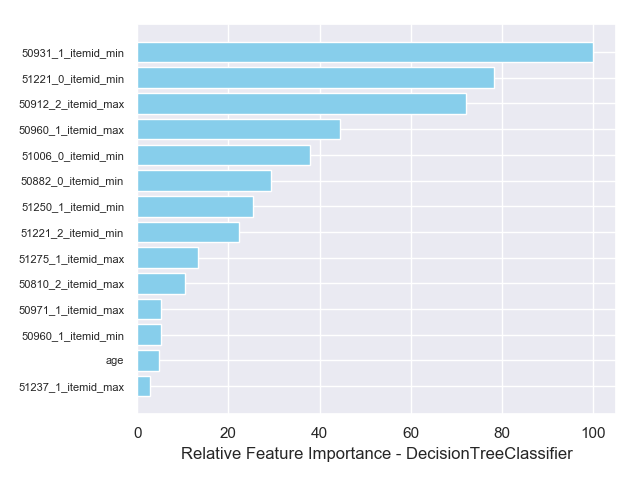 50931_1_itemid_min
51221_0_itemid_min
50912_2_itemid_max
50960_1_itemid_max
51006_0_itemid_min
50882_0_itemid_min
51250_1_itemid_min
51221_2_itemid_min
51275_1_itemid_max
50810_2_itemid_max
50971_1_itemid_max
50960_1_itemid_min
age
51237_1_itemid_max
0 20 40 60 80 100
Relative Feature Importance - DecisionTreeClassifier